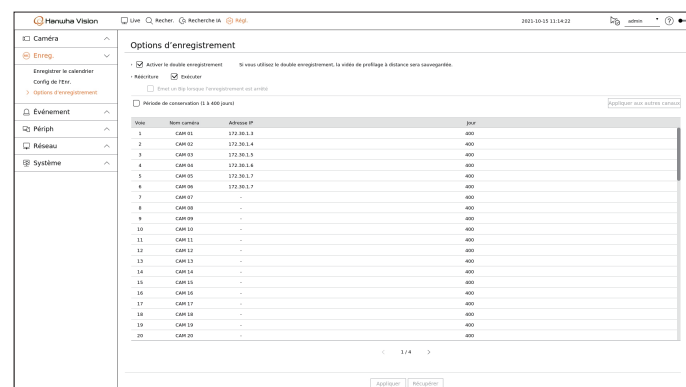 Hanwha Vision
Live Recher. Recherche IA Régl. 2021-10-15 11:14:22 admin
Caméra
Enreg.
Enregistrer le calendrier
Config de l'Enr.
Options d'enregistrement
Événement
Périph
Réseau
Système
Options d'enregistrement
Activer le double enregistrement Si vous utilisez le double enregistrement, la vidéo de profilage à distance sera sauvegardée.
Réécriture Exécuter
Émet un Bip lorsque l'enregistrement est arrêté
Période de conservation (1 à 400 jours) Appliquer aux autres canaux
Voie Nom caméra Adresse IP Jour
1 CAM 01 172.30.1.3 400
2 CAM 02 172.30.1.4 400
3 CAM 03 172.30.1.5 400
4 CAM 04 172.30.1.6 400
5 CAM 05 172.30.1.7 400
6 CAM 06 172.30.1.7 400
7 CAM 07 - 400
8 CAM 08 - 400
9 CAM 09 - 400
10 CAM 10 - 400
11 CAM 11 - 400
12 CAM 12 - 400
13 CAM 13 - 400
14 CAM 14 - 400
15 CAM 15 - 400
16 CAM 16 - 400
17 CAM 17 - 400
18 CAM 18 - 400
19 CAM 19 - 400
20 CAM 20 - 400
< 1/4 >
Appliquer Récupérer